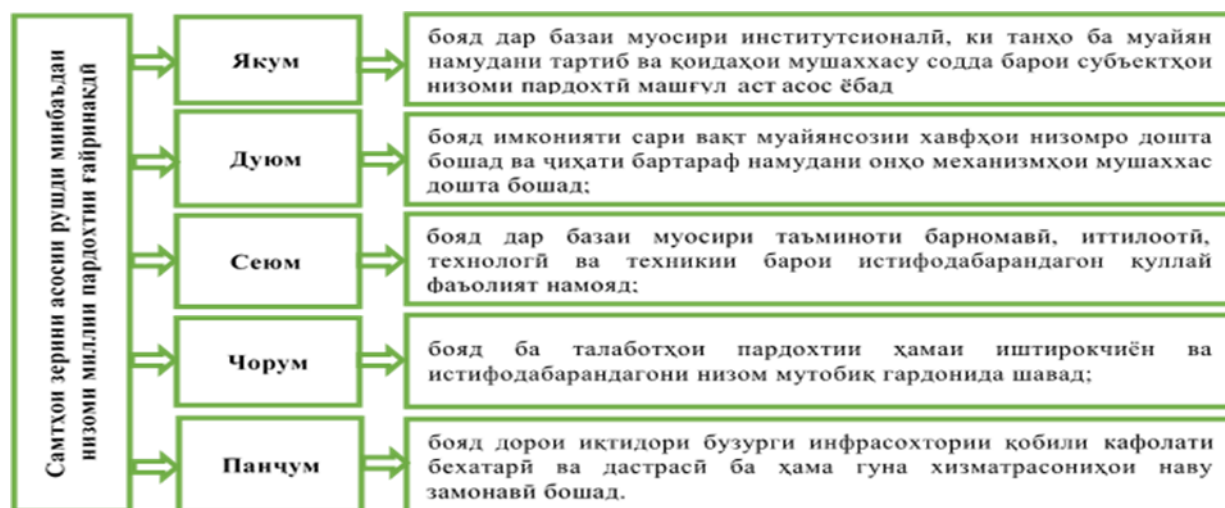 Самтҳои зерини асосии рушди минбаъдаи
низоми миллии пардохтии ғайринақдӣ
Якум
бояд дар базаи муосири институтсионалӣ, ки танҳо ба муайян
намудани тартиб ва қоидаҳои мушаххасу содда барои субъектҳои
низоми пардохтӣ машғул аст асос ёбад
Дуюм
бояд имконияти сари вақт муайянсозии хавфҳои низомро дошта
бошад ва ҷиҳати бартараф намудани онҳо механизмҳои мушаххас
дошта бошад;
Сеюм
бояд дар базаи муосири таъминоти барномавӣ, иттилоотӣ,
технологӣ ва техникии барои истифодабарандагон қуллай
фаъолият намояд;
Чорум
бояд ба талаботҳои пардохтии ҳамаи иштирокчиён ва
истифодабарандагони низом мутобиқ гардонида шавад;
Панҷум
бояд дорои иқтидори бузурги инфрасохтории қобили кафолати
бехатарӣ ва дастрасӣ ба ҳама гуна хизматрасониҳои наву
замонавӣ бошад.